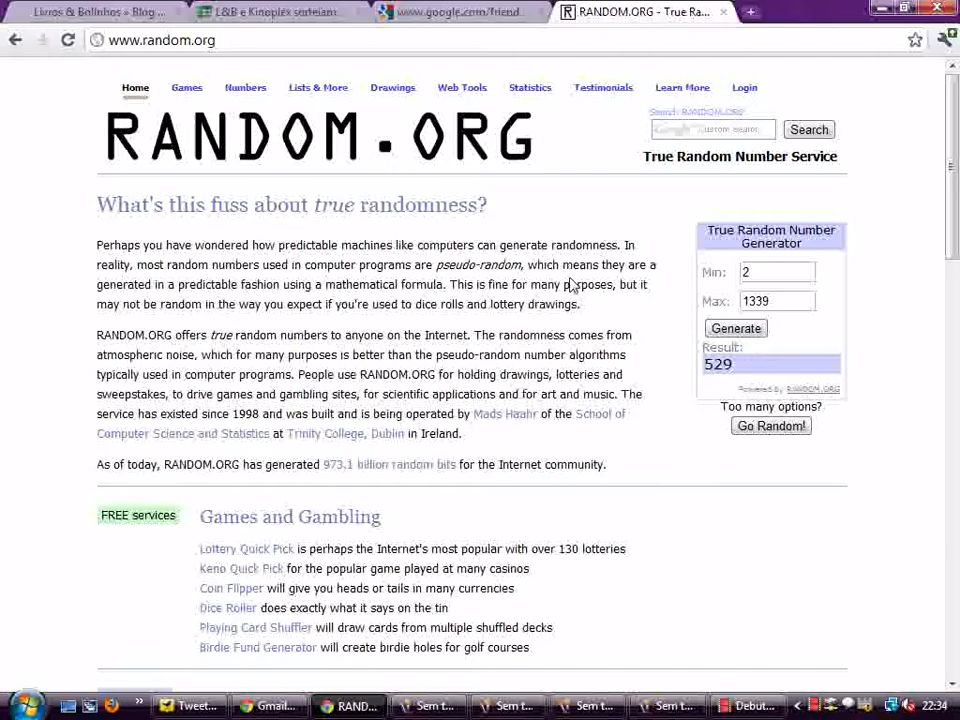 Livros & Bolinhos » Blog ...
L&B e Kinoplex sorteiam...
www.google.com/friend...
RANDOM.ORG - True Ra...
www.random.org
Home Games Numbers Lists & More Drawings Web Tools Statistics Testimonials Learn More Login
RANDOM.ORG
Search RANDOM.ORG
Google™ Custom Search
Search
True Random Number Service
What's this fuss about true randomness?
Perhaps you have wondered how predictable machines like computers can generate randomness. In
reality, most random numbers used in computer programs are pseudo-random, which means they are a
generated in a predictable fashion using a mathematical formula. This is fine for many purposes, but it
may not be random in the way you expect if you're used to dice rolls and lottery drawings.
RANDOM.ORG offers true random numbers to anyone on the Internet. The randomness comes from
atmospheric noise, which for many purposes is better than the pseudo-random number algorithms
typically used in computer programs. People use RANDOM.ORG for holding drawings, lotteries and
sweepstakes, to drive games and gambling sites, for scientific applications and for art and music. The
service has existed since 1998 and was built and is being operated by Mads Haahr of the School of
Computer Science and Statistics at Trinity College, Dublin in Ireland.
As of today, RANDOM.ORG has generated 973.1 billion random bits for the Internet community.
True Random Number
Generator
Min: 2
Max: 1339
Generate
Result:
529
Powered by RANDOM.ORG
Too many options?
Go Random!
FREE services
Games and Gambling
Lottery Quick Pick is perhaps the Internet's most popular with over 130 lotteries
Keno Quick Pick for the popular game played at many casinos
Coin Flipper will give you heads or tails in many currencies
Dice Roller does exactly what it says on the tin
Playing Card Shuffler will draw cards from multiple shuffled decks
Birdie Fund Generator will create birdie holes for golf courses
Tweet... Gmail... RAND... Sem t... Sem t... Sem t... Sem t... Debut... 22:34